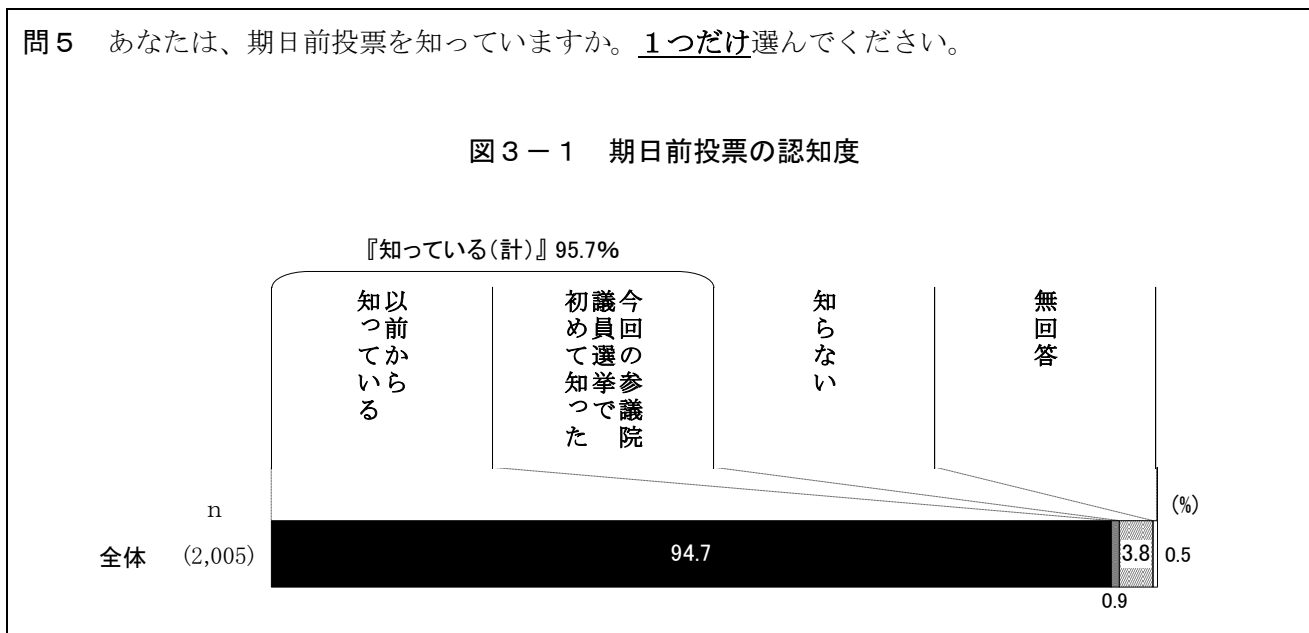 問５　あなたは、期日前投票を知っていますか。１つだけ選んでください。
図３－１　期日前投票の認知度
『知っている(計)』95.7%
以前から
知っている
今回の参議院
議員選挙で
初めて知った
知らない
無回答
n
(%)
全体
(2,005)
94.7
3.8
0.5
0.9